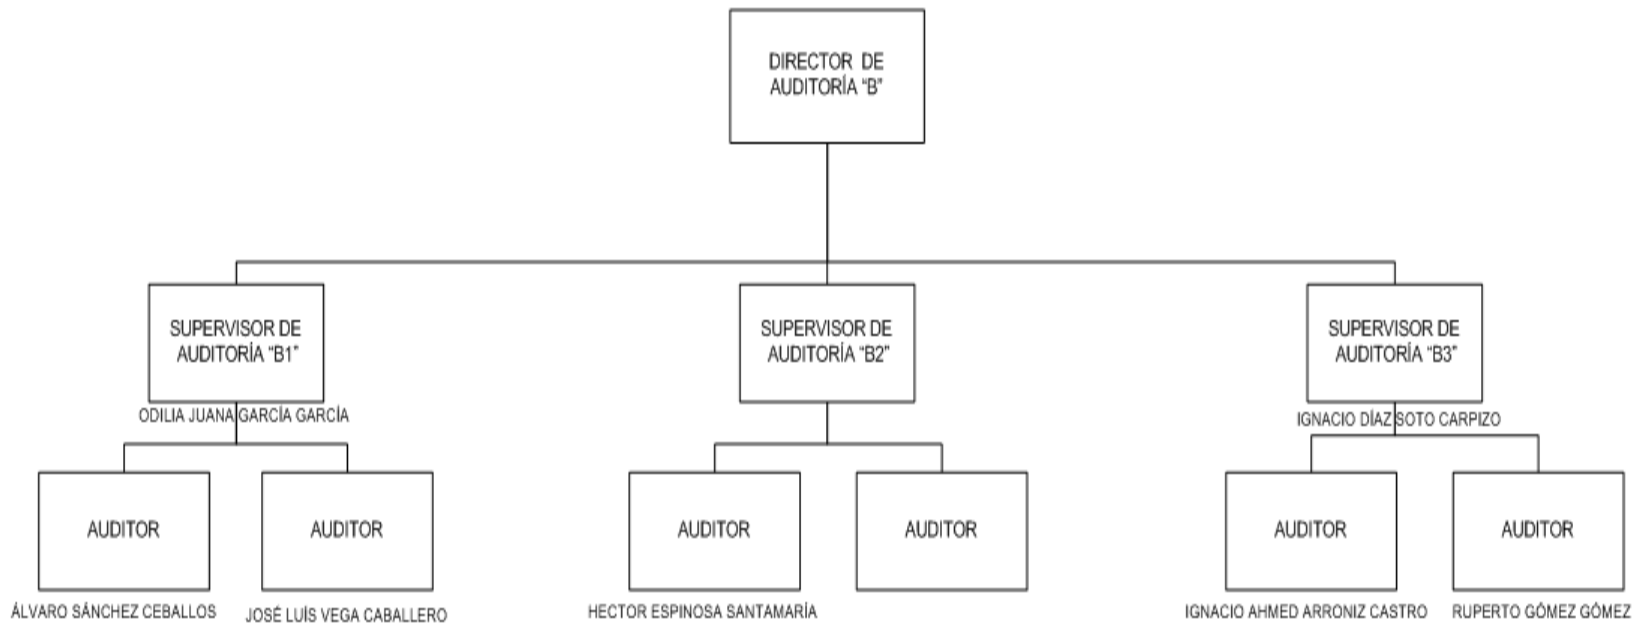 DIRECTOR DE
AUDITORÍA “B”
SUPERVISOR DE
AUDITORÍA “B1”
ODILIA JUANA GARCÍA GARCÍA
SUPERVISOR DE
AUDITORÍA “B2”
SUPERVISOR DE
AUDITORÍA “B3”
IGNACIO DÍAZ SOTO CARPIZO
AUDITOR
ÁLVARO SÁNCHEZ CEBALLOS
AUDITOR
JOSÉ LUÍS VEGA CABALLERO
AUDITOR
HECTOR ESPINOSA SANTAMARÍA
AUDITOR
AUDITOR
IGNACIO AHMED ARRONIZ CASTRO
AUDITOR
RUPERTO GÓMEZ GÓMEZ